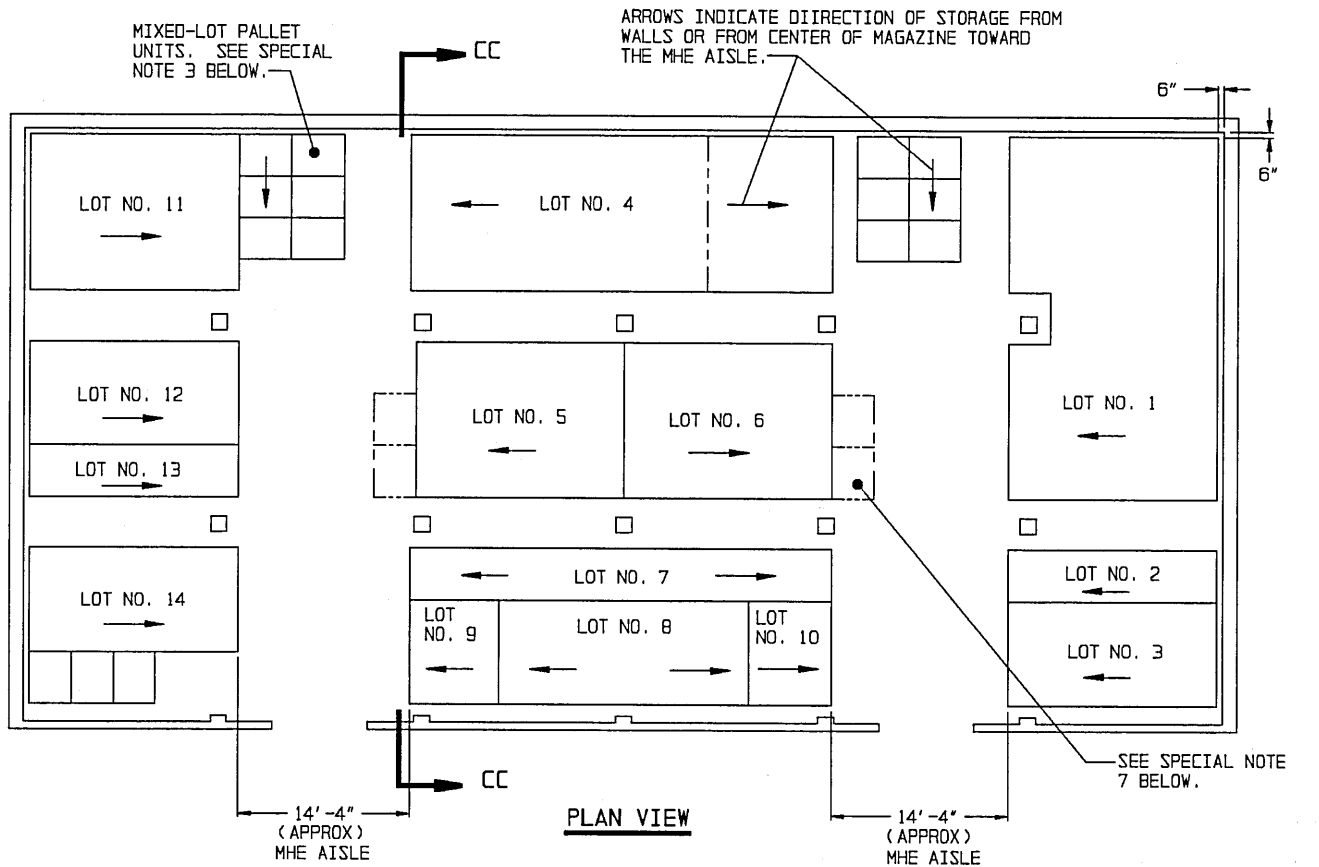 MIXED-LOT PALLET
UNITS. SEE SPECIAL
NOTE 3 BELOW.
CC
ARROWS INDICATE DIIRECTION OF STORAGE FROM
WALLS OR FROM CENTER OF MAGAZINE TOWARD
THE MHE AISLE.
6"
6"
LOT NO. 11
LOT NO. 4
LOT NO. 12
LOT NO. 5
LOT NO. 6
LOT NO. 1
LOT NO. 13
LOT NO. 14
LOT NO. 7
LOT NO. 2
LOT
NO. 9
LOT NO. 8
LOT
NO. 10
LOT NO. 3
SEE SPECIAL NOTE
7 BELOW.
CC
14'-4"
(APPROX)
MHE AISLE
PLAN VIEW
14'-4"
(APPROX)
MHE AISLE